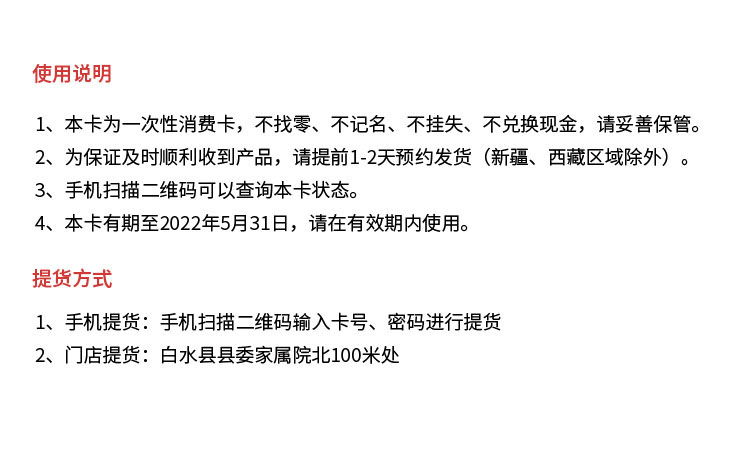 使用说明
1、本卡为一次性消费卡，不找零、不记名、不挂失、不兑换现金，请妥善保管。
2、为保证及时顺利收到产品，请提前1-2天预约发货（新疆、西藏区域除外）。
3、手机扫描二维码可以查询本卡状态。
4、本卡有期至2022年5月31日，请在有效期内使用。
提货方式
1、手机提货：手机扫描二维码输入卡号、密码进行提货
2、门店提货：白水县县委家属院北100米处